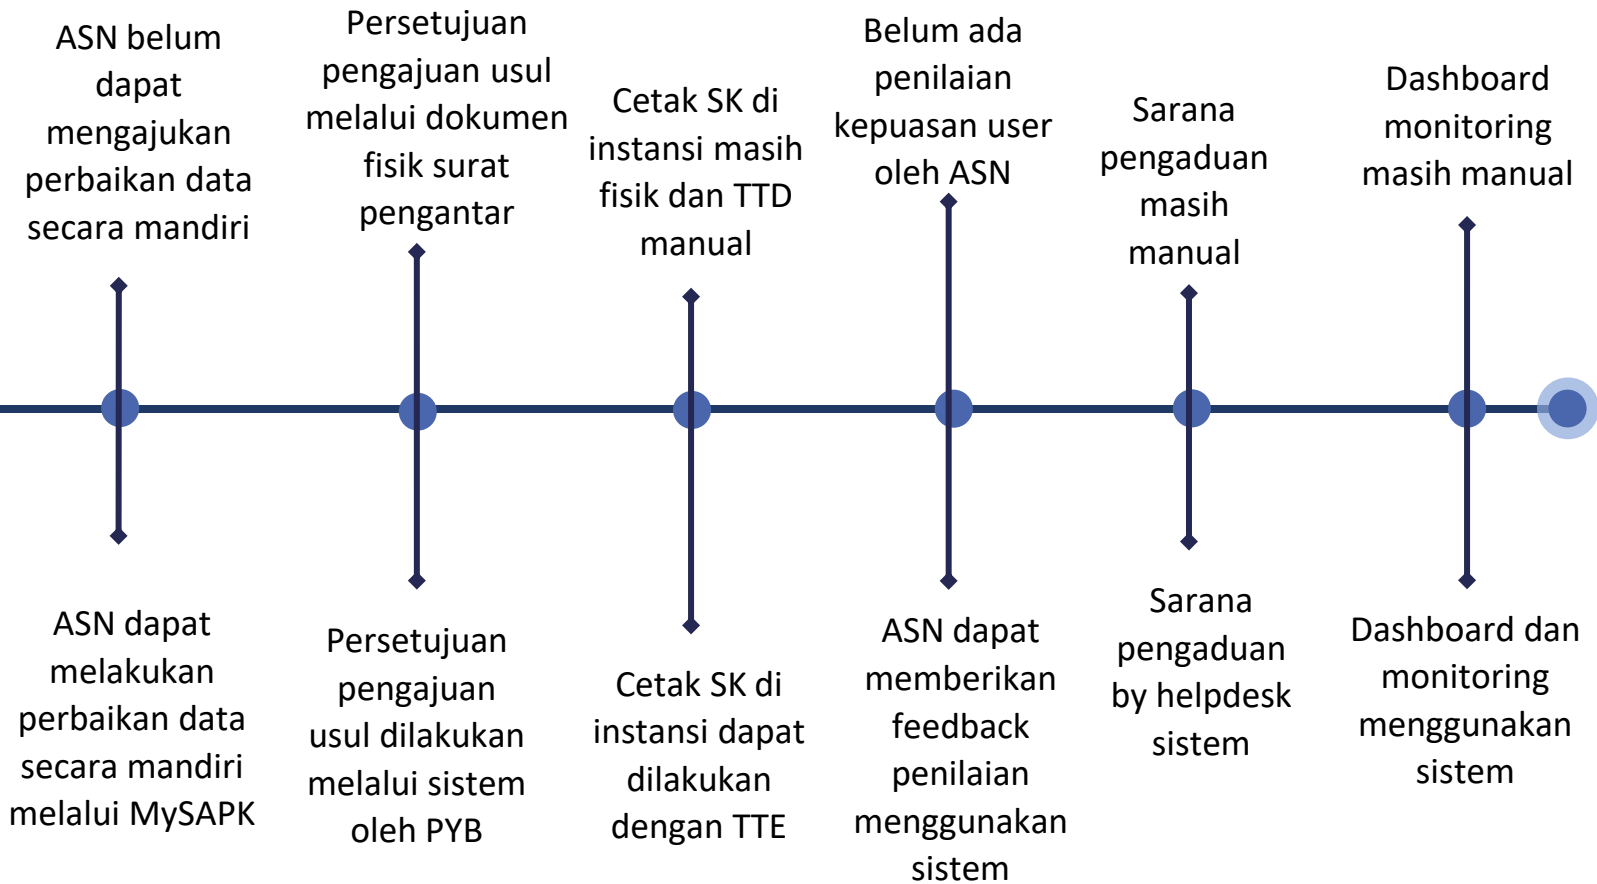 ASN belum
dapat
mengajukan
perbaikan data
secara mandiri
Persetujuan
pengajuan usul
melalui dokumen
fisik surat
pengantar
Cetak SK di
instansi masih
fisik dan TTD
manual
Belum ada
penilaian
kepuasan user
oleh ASN
Sarana
pengaduan
masih
manual
Dashboard
monitoring
masih manual
ASN dapat
melakukan
perbaikan data
secara mandiri
melalui MySAPK
Persetujuan
pengajuan
usul dilakukan
melalui sistem
oleh PYB
Cetak SK di
instansi dapat
dilakukan
dengan TTE
ASN dapat
memberikan
feedback
penilaian
menggunakan
sistem
Sarana
pengaduan
by helpdesk
sistem
Dashboard dan
monitoring
menggunakan
sistem